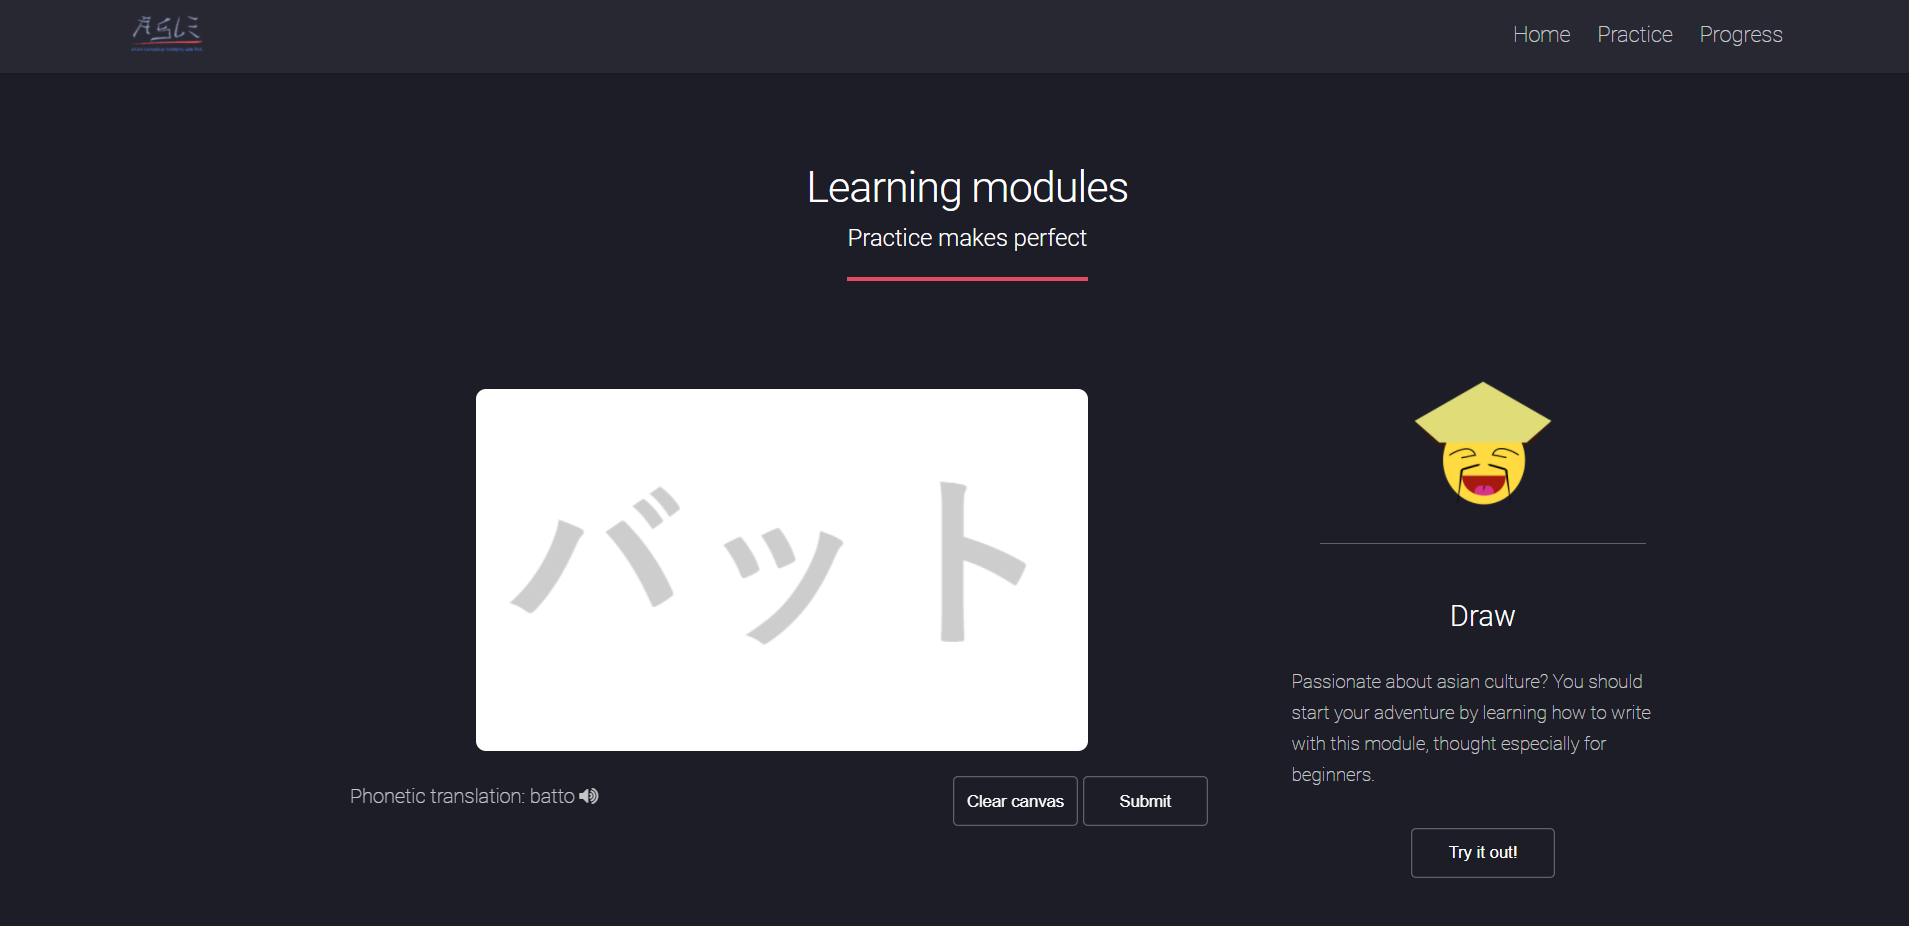 Home Practice Progress
Learning modules
Practice makes perfect
バット
Phonetic translation: batto
Clear canvas
Submit
Draw
Passionate about asian culture? You should
start your adventure by learning how to write
with this module, thought especially for
beginners.
Try it out!